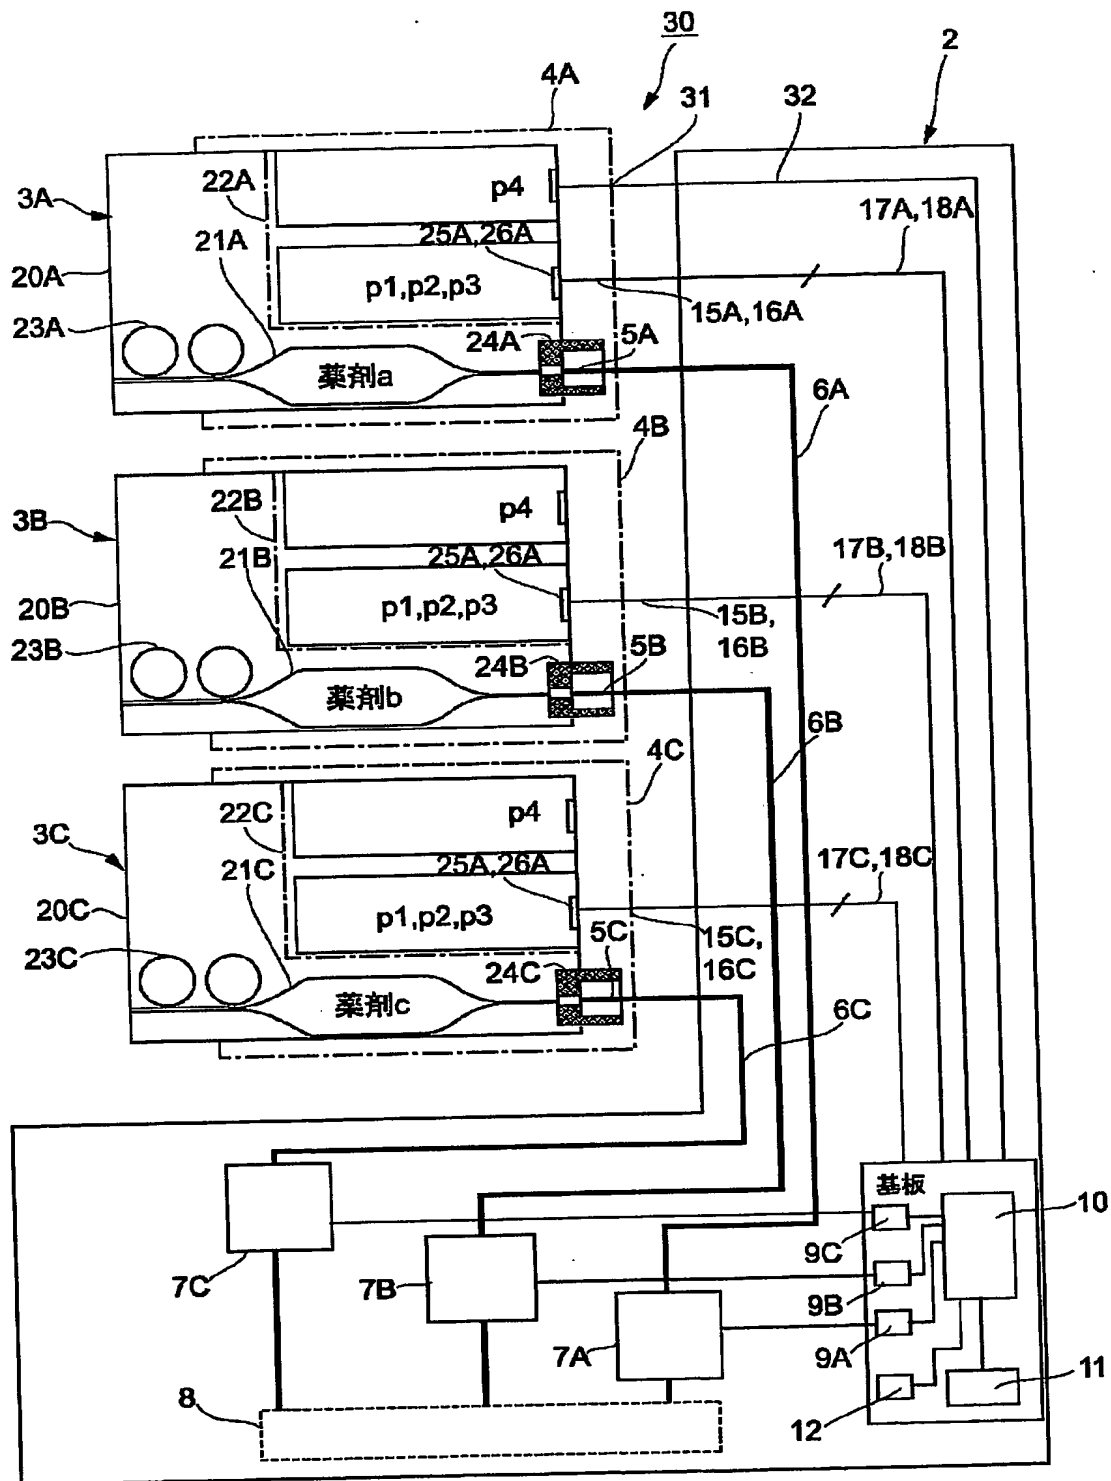 30
2
4A
31
32
22A
p4
3A
17A,18A
21A
25A,26A
20A
p1,p2,p3
15A,16A
23A
24A
5A
薬剤a
6A
4B
22B
p4
3B
21B
25A,26A
17B,18B
20B
p1,p2,p3
15B,
16B
23B
24B
5B
薬剤b
6B
4C
22C
p4
3C
21C
25A,26A
17C,18C
20C
p1,p2,p3
15C,
16C
23C
24C
5C
薬剤c
6C
基板
10
9C
7C
7B
9B
7A
9A
11
8
12